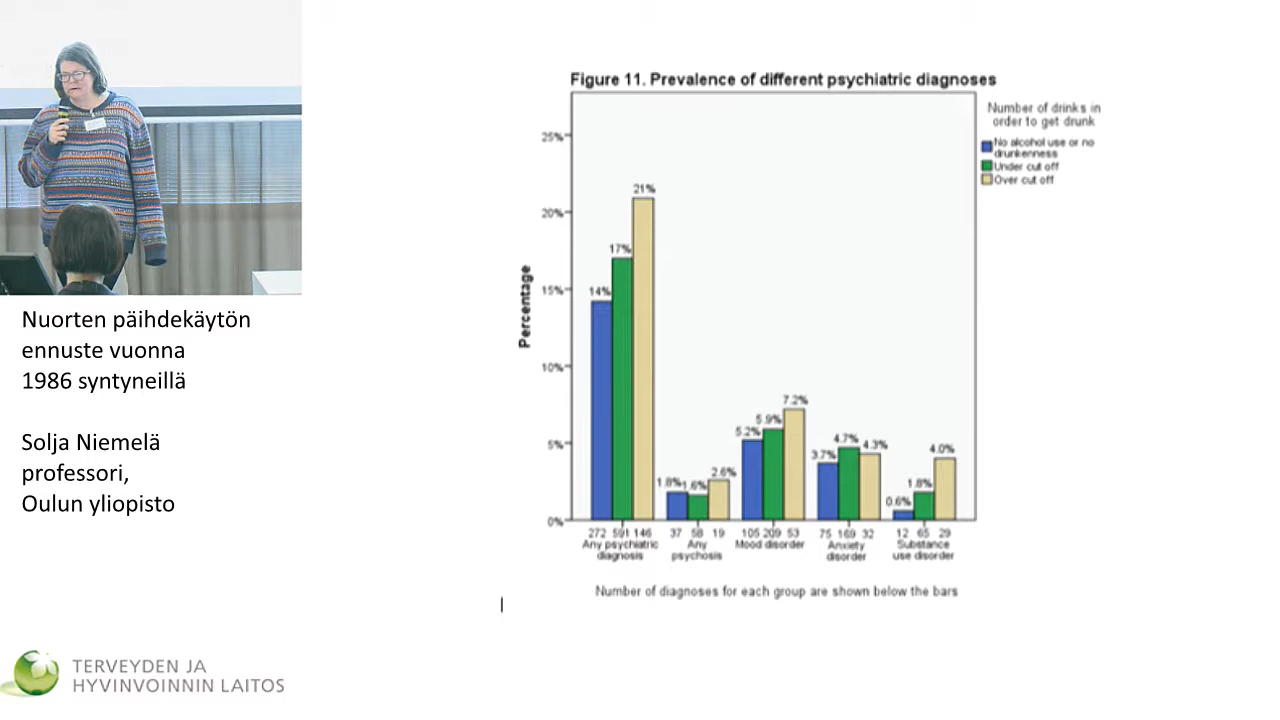 Nuorten päihdekäytön
ennuste vuonna
1986 syntyneillä
Solja Niemelä
professori,
Oulun yliopisto
TERVEYDEN JA
HYVINVOINNIN LAITOS
Figure 11. Prevalence of different psychiatric diagnoses
Number of drinks in
order to get drunk
No alcohol use or no
drunkenness
Under cut off
Over cut off
Percentage
25%
20%
15%
10%
5%
0%
14%
17%
21%
1.8%
1.6%
2.6%
5.2%
5.9%
7.2%
3.7%
4.7%
4.3%
0.6%
1.8%
4.0%
272 591 146
Any psychiatric
diagnosis
37 58 19
Any
psychosis
105 209 53
Mood disorder
75 169 32
Anxiety
disorder
12 65 29
Substance
use disorder
Number of diagnoses for each group are shown below the bars